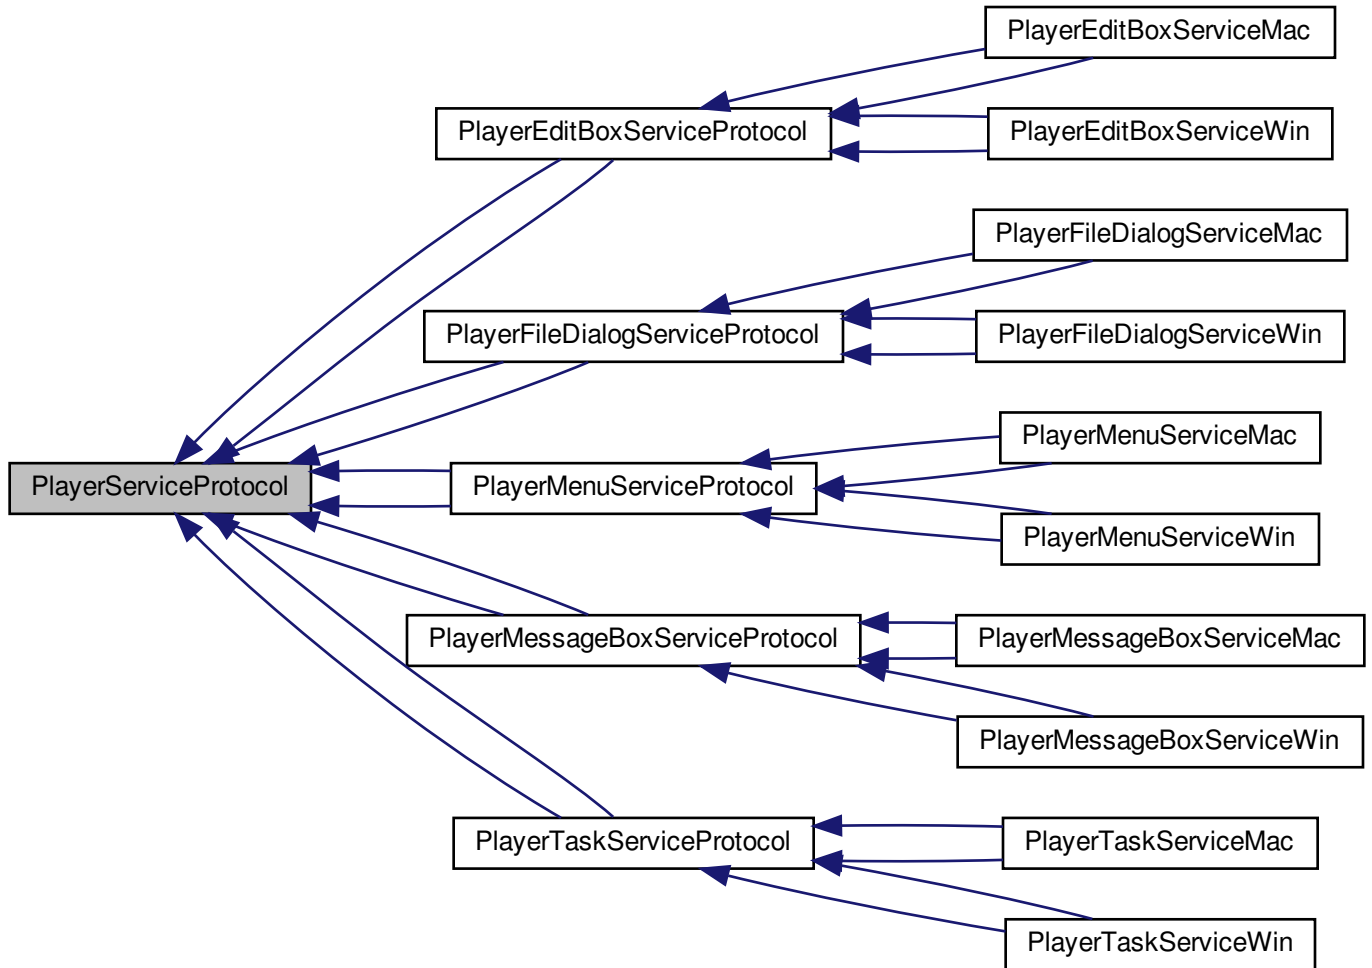 PlayerEditBoxServiceMac
PlayerEditBoxServiceProtocol
PlayerEditBoxServiceWin
PlayerFileDialogServiceMac
PlayerFileDialogServiceProtocol
PlayerFileDialogServiceWin
PlayerMenuServiceMac
PlayerServiceProtocol
PlayerMenuServiceProtocol
PlayerMenuServiceWin
PlayerMessageBoxServiceProtocol
PlayerMessageBoxServiceMac
PlayerMessageBoxServiceWin
PlayerTaskServiceProtocol
PlayerTaskServiceMac
PlayerTaskServiceWin